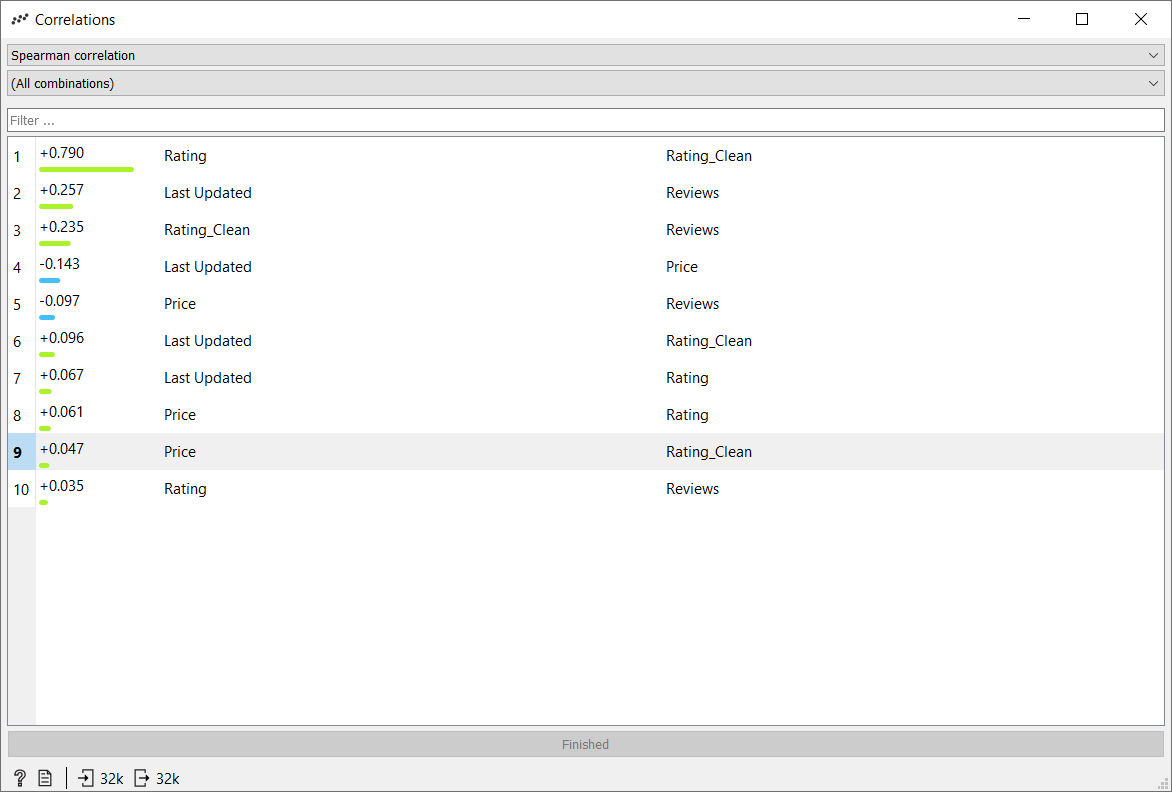 Correlations
Spearman correlation
(All combinations)
Filter ...
1 +0.790 Rating Rating_Clean
2 +0.257 Last Updated Reviews
3 +0.235 Rating_Clean Reviews
4 -0.143 Last Updated Price
5 -0.097 Price Reviews
6 +0.096 Last Updated Rating_Clean
7 +0.067 Last Updated Rating
8 +0.061 Price Rating
9 +0.047 Price Rating_Clean
10 +0.035 Rating Reviews
Finished
? 32k 32k